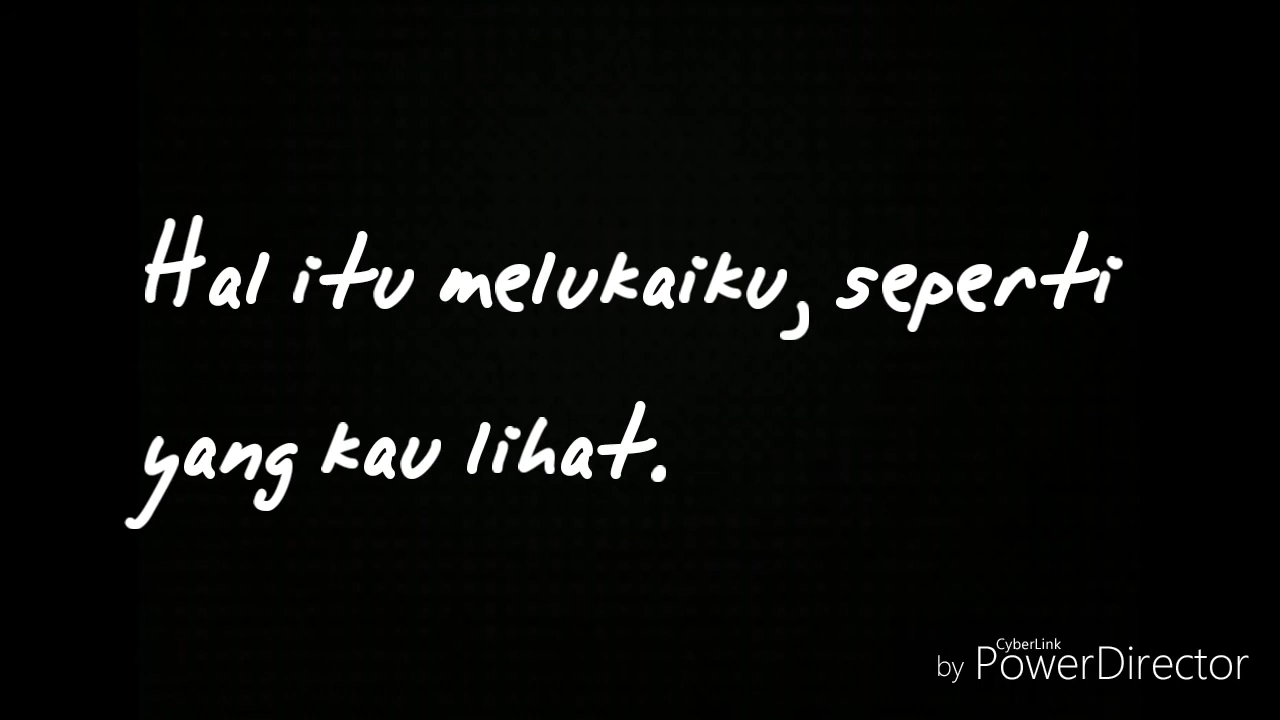 Hal itu melukaiku, seperti
yang kau lihat.
CyberLink
by PowerDirector